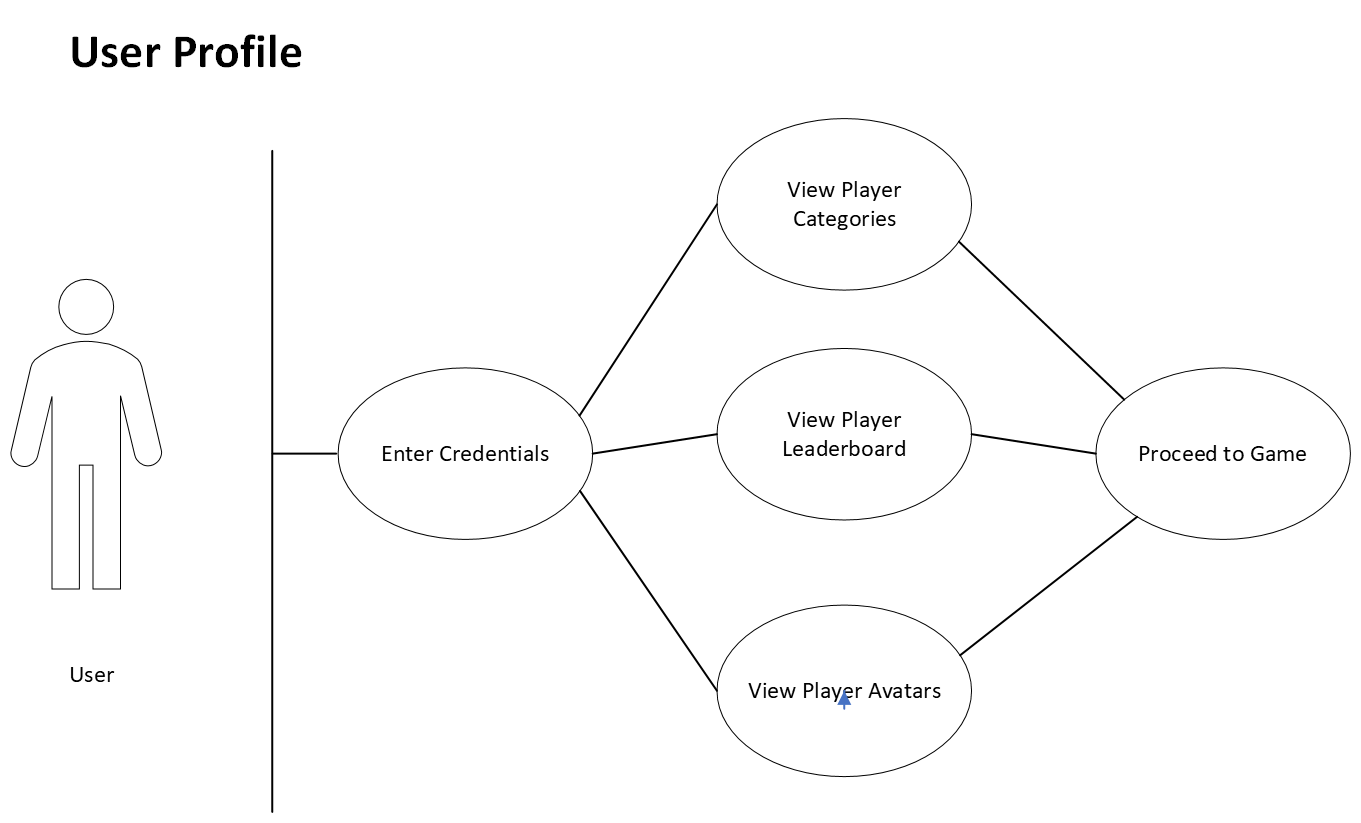 User Profile
View Player
Categories
View Player
Leaderboard
Enter Credentials
Proceed to Game
User
View Player Avatars